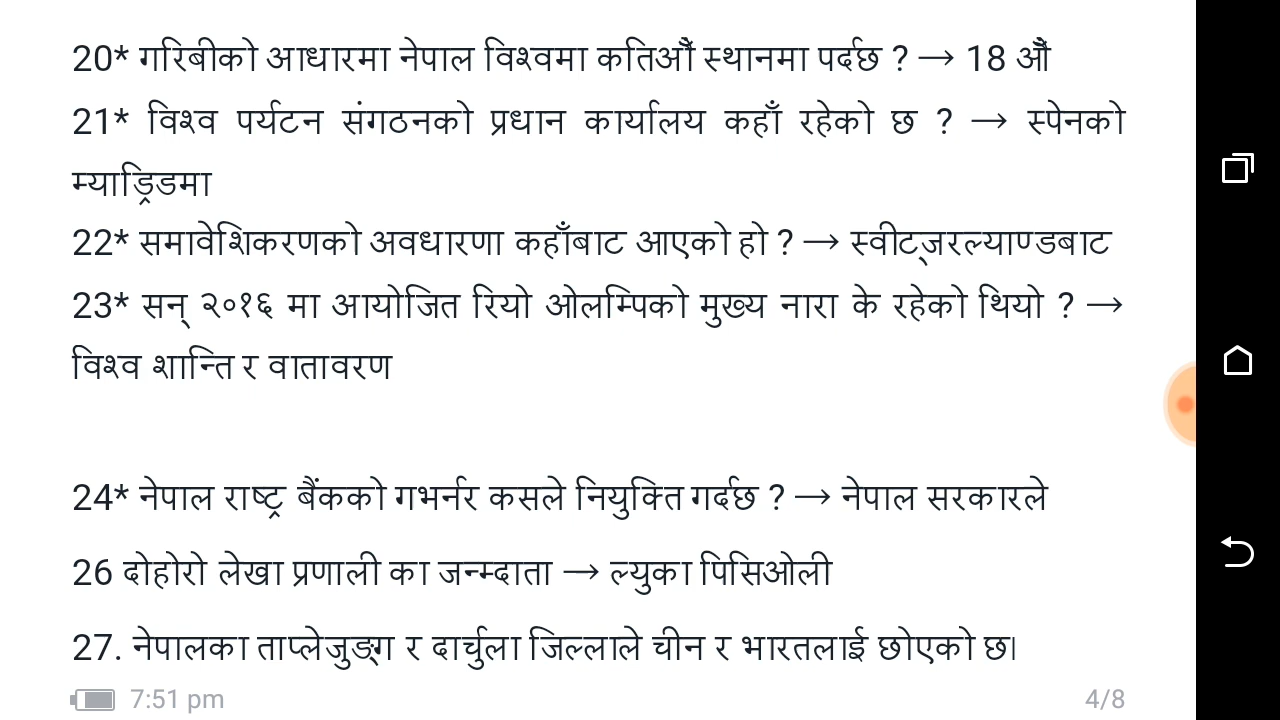 20* गरिबीको आधारमा नेपाल विश्वमा कतिऔँ स्थानमा पर्दछ ? → 18 औँ
21* विश्व पर्यटन संगठनको प्रधान कार्यालय कहाँ रहेको छ ? → स्पेनको
म्याड्रिडमा
22* समावेशिकरणको अवधारणा कहाँबाट आएको हो ? → स्वीट्जरल्याण्डबाट
23* सन् २०१६ मा आयोजित रियो ओलम्पिको मुख्य नारा के रहेको थियो ? →
विश्व शान्ति र वातावरण
24* नेपाल राष्ट्र बैंकको गभर्नर कसले नियुक्ति गर्दछ ? → नेपाल सरकारले
26 दोहोरो लेखा प्रणाली का जन्म्दाता → ल्युका पिसिओली
27. नेपालका ताप्लेजुङ्ग र दार्चुला जिल्लाले चीन र भारतलाई छोएको छ।
7:51 pm 4/8